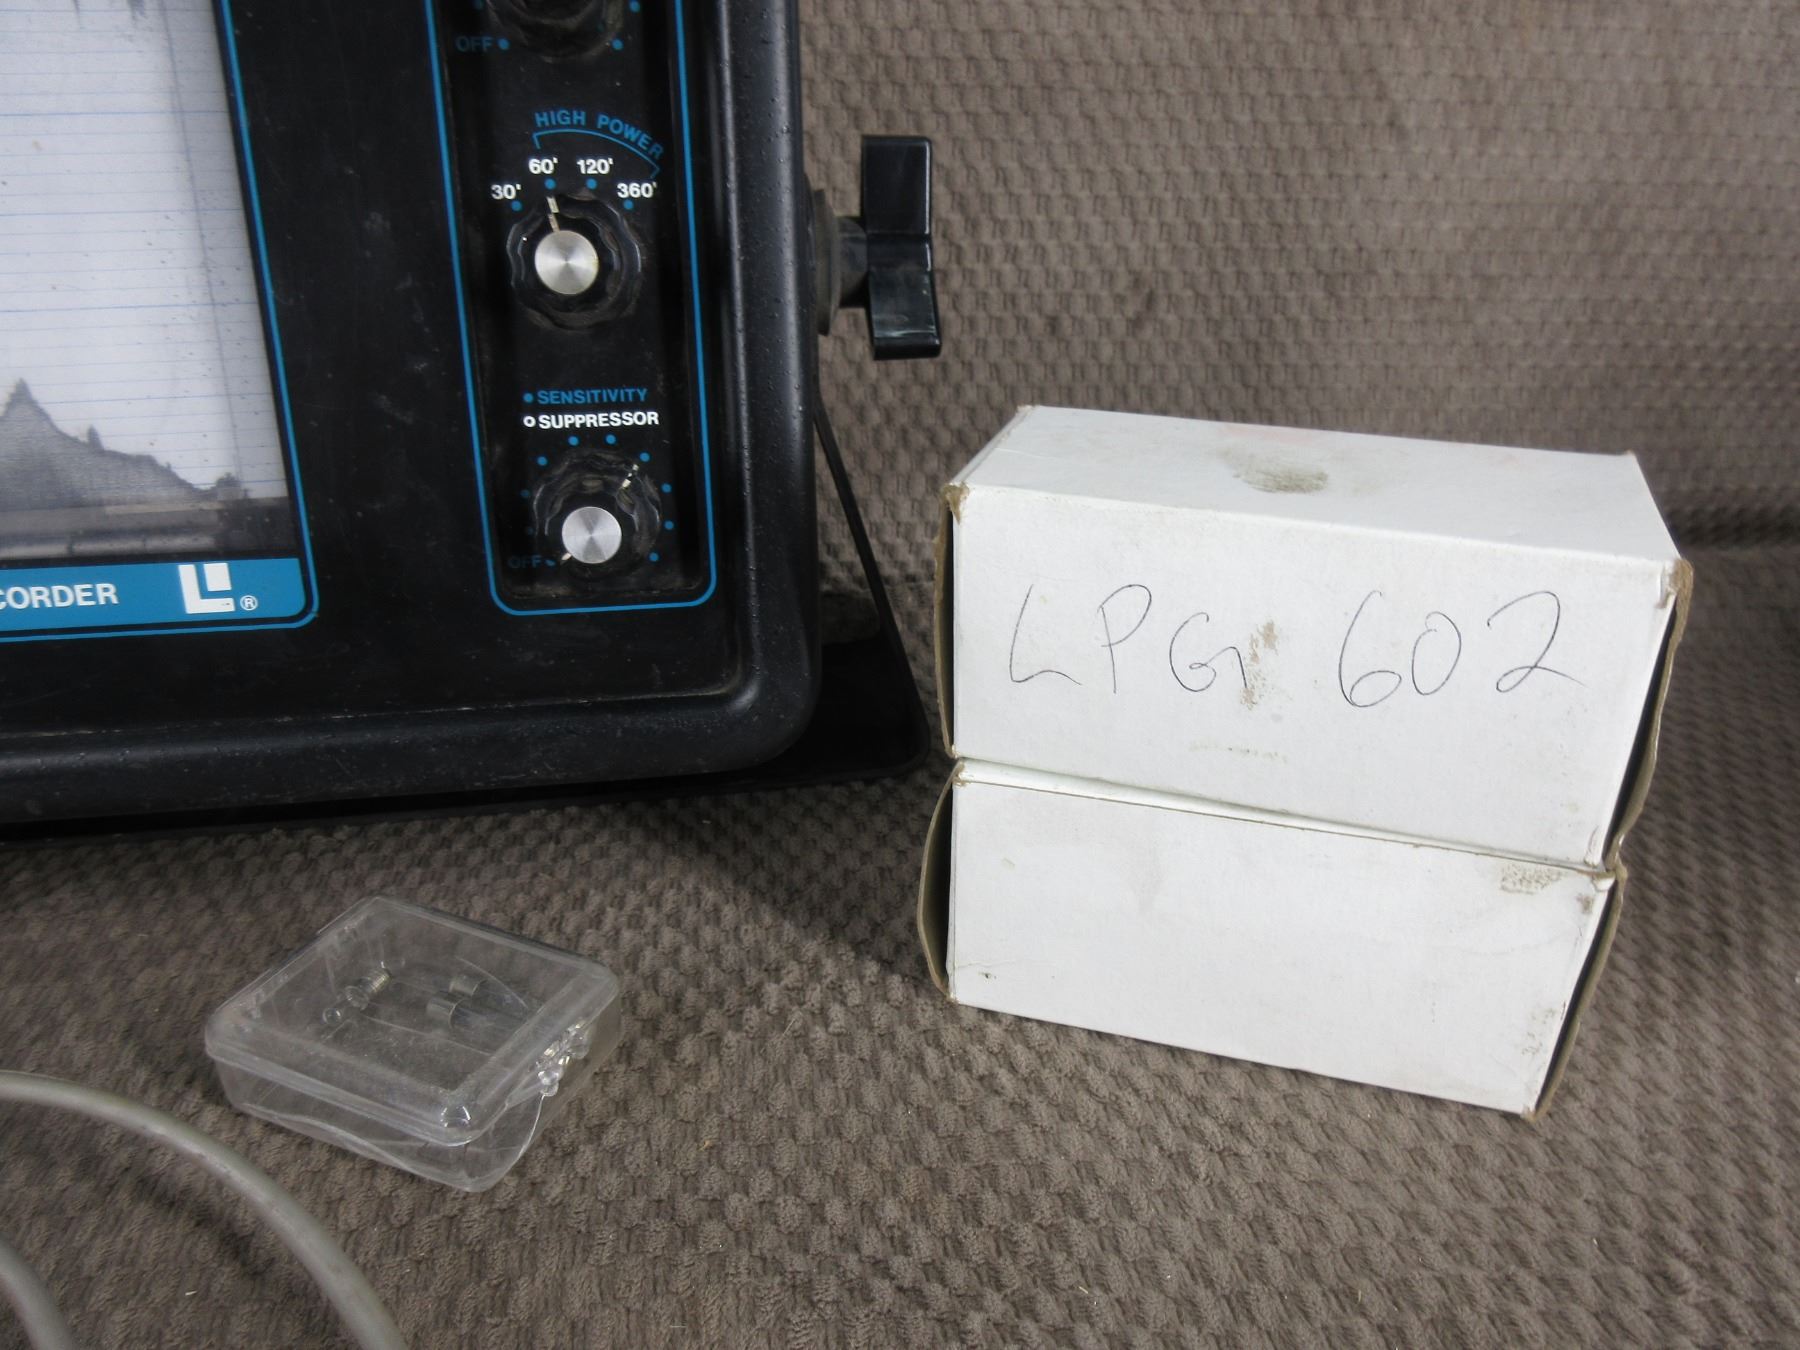 OFF
HIGH POWER
30' 60' 120' 360'
SENSITIVITY
SUPPRESSOR
OFF
CORDER L ®
LPG 602